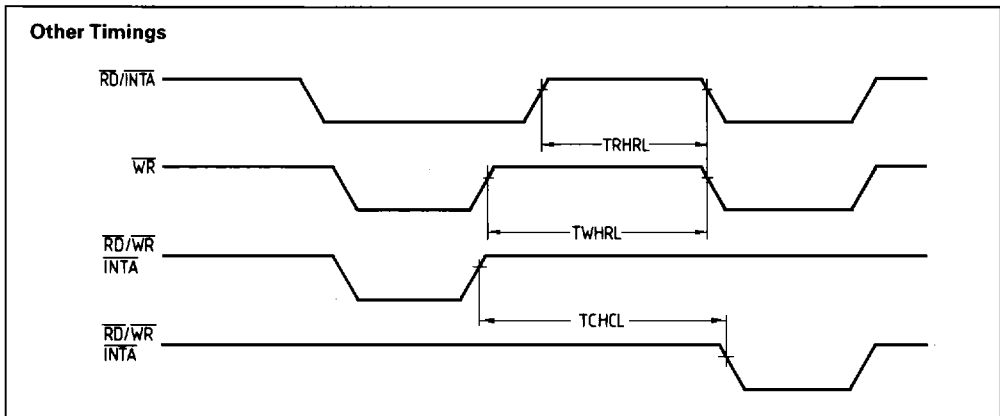 Other Timings
RD/INTA
TRHRL
WR
TWHRL
RD/WR
INTA
TCHCL
RD/WR
INTA